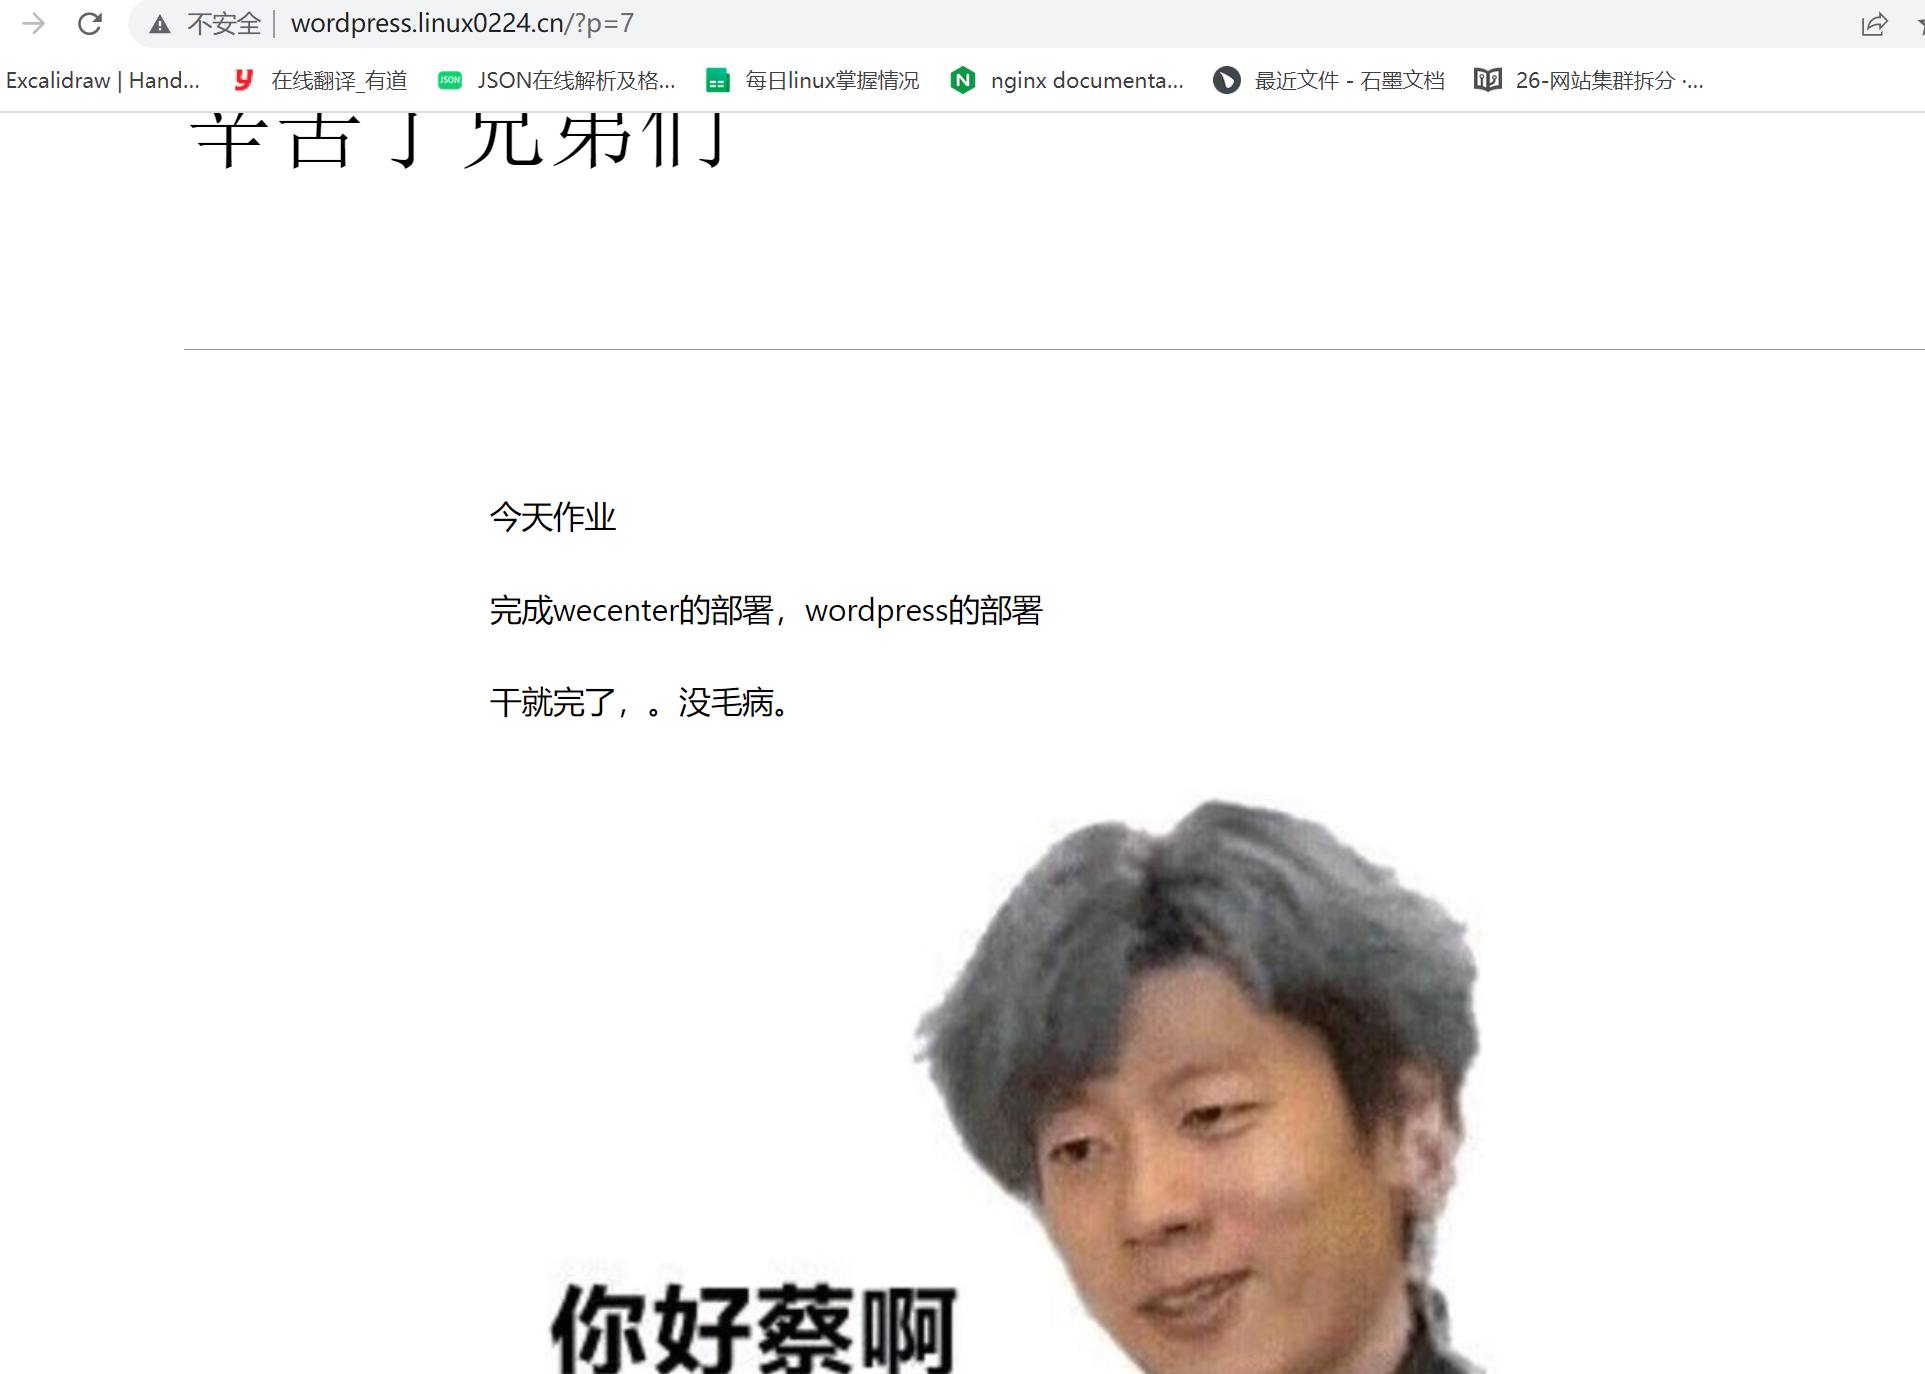 不安全 wordpress.linux0224.cn/?p=7
Excalidraw | Hand... 在线翻译_有道 JSON在线解析及格... 每日linux掌握情况 nginx documenta... 最近文件 - 石墨文档 26-网站集群拆分 ·...
辛苦了兄弟们
今天作业
完成wecenter的部署，wordpress的部署
干就完了，。没毛病。
你好蔡啊